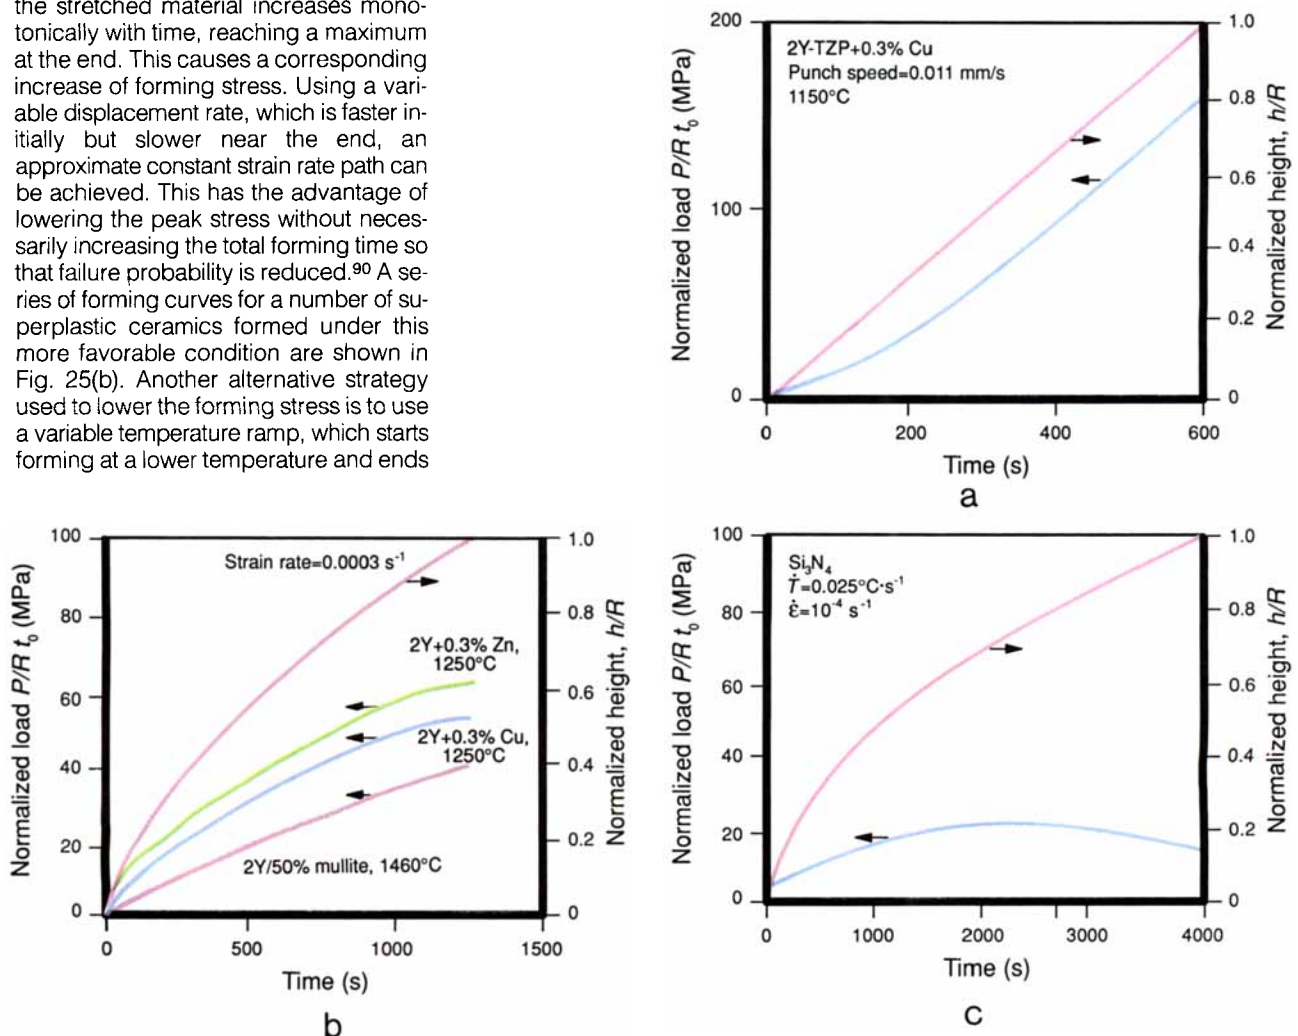 the stretched material increases mono-
tonically with time, reaching a maximum
at the end. This causes a corresponding
increase of forming stress. Using a vari-
able displacement rate, which is faster in-
itially but slower near the end, an
approximate constant strain rate path can
be achieved. This has the advantage of
lowering the peak stress without neces-
sarily increasing the total forming time so
that failure probability is reduced.⁹⁰ A se-
ries of forming curves for a number of su-
perplastic ceramics formed under this
more favorable condition are shown in
Fig. 25(b). Another alternative strategy
used to lower the forming stress is to use
a variable temperature ramp, which starts
forming at a lower temperature and ends
Normalized load P/R t₀ (MPa)
200
100
0
2Y-TZP+0.3% Cu
Punch speed=0.011 mm/s
1150°C
1.0
0.8
0.6
0.4
0.2
0
Normalized height, h/R
0 200 400 600
Time (s)
a
Normalized load P/R t₀ (MPa)
100
80
60
40
20
0
Strain rate=0.0003 s⁻¹
2Y+0.3% Zn,
1250°C
2Y+0.3% Cu,
1250°C
2Y/50% mullite, 1460°C
1.0
0.8
0.6
0.4
0.2
0
Normalized height, h/R
0 500 1000 1500
Time (s)
b
Normalized load P/R t₀ (MPa)
100
80
60
40
20
0
Si₃N₄
Ṫ=0.025°C·s⁻¹
ε̇=10⁻⁴ s⁻¹
1.0
0.8
0.6
0.4
0.2
0
Normalized height, h/R
0 1000 2000 3000 4000
Time (s)
c